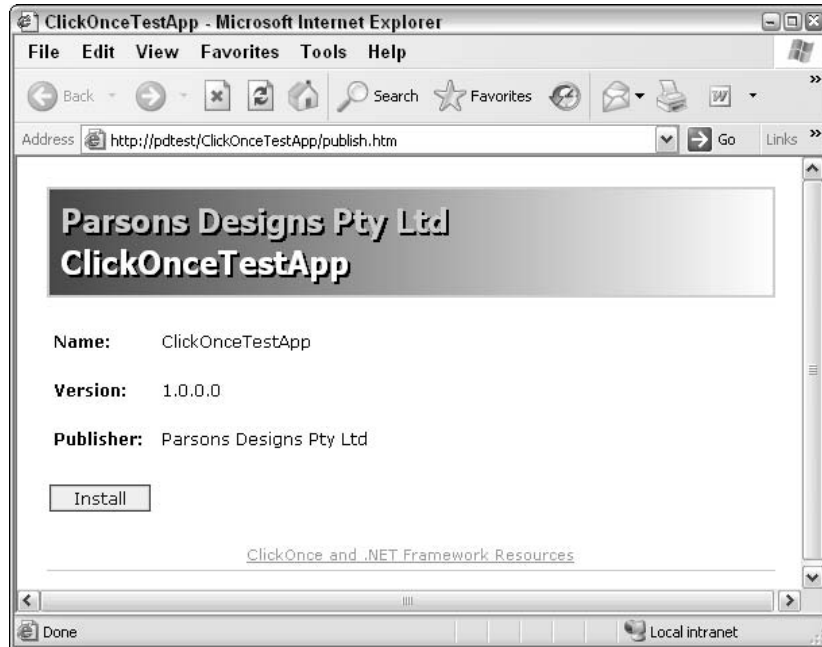 ClickOnceTestApp - Microsoft Internet Explorer
File Edit View Favorites Tools Help
Back Search Favorites W »
Address http://pdtest/ClickOnceTestApp/publish.htm Go Links »
Parsons Designs Pty Ltd
ClickOnceTestApp
Name: ClickOnceTestApp
Version: 1.0.0.0
Publisher: Parsons Designs Pty Ltd
Install
ClickOnce and .NET Framework Resources
Done Local intranet